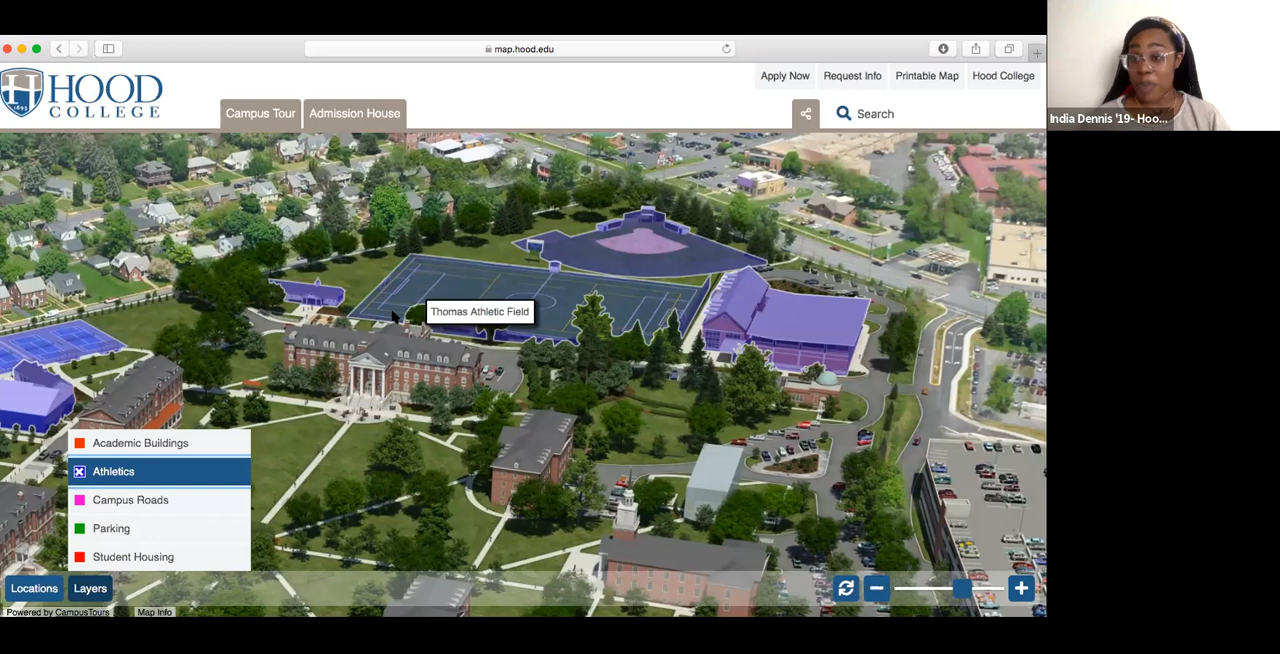 map.hood.edu
HOOD
COLLEGE
1893
Apply Now
Request Info
Printable Map
Hood College
Campus Tour
Admission House
Search
India Dennis '19- Hoo...
Thomas Athletic Field
Academic Buildings
Athletics
Campus Roads
Parking
Student Housing
Locations
Layers
Powered by CampusTours
Map Info